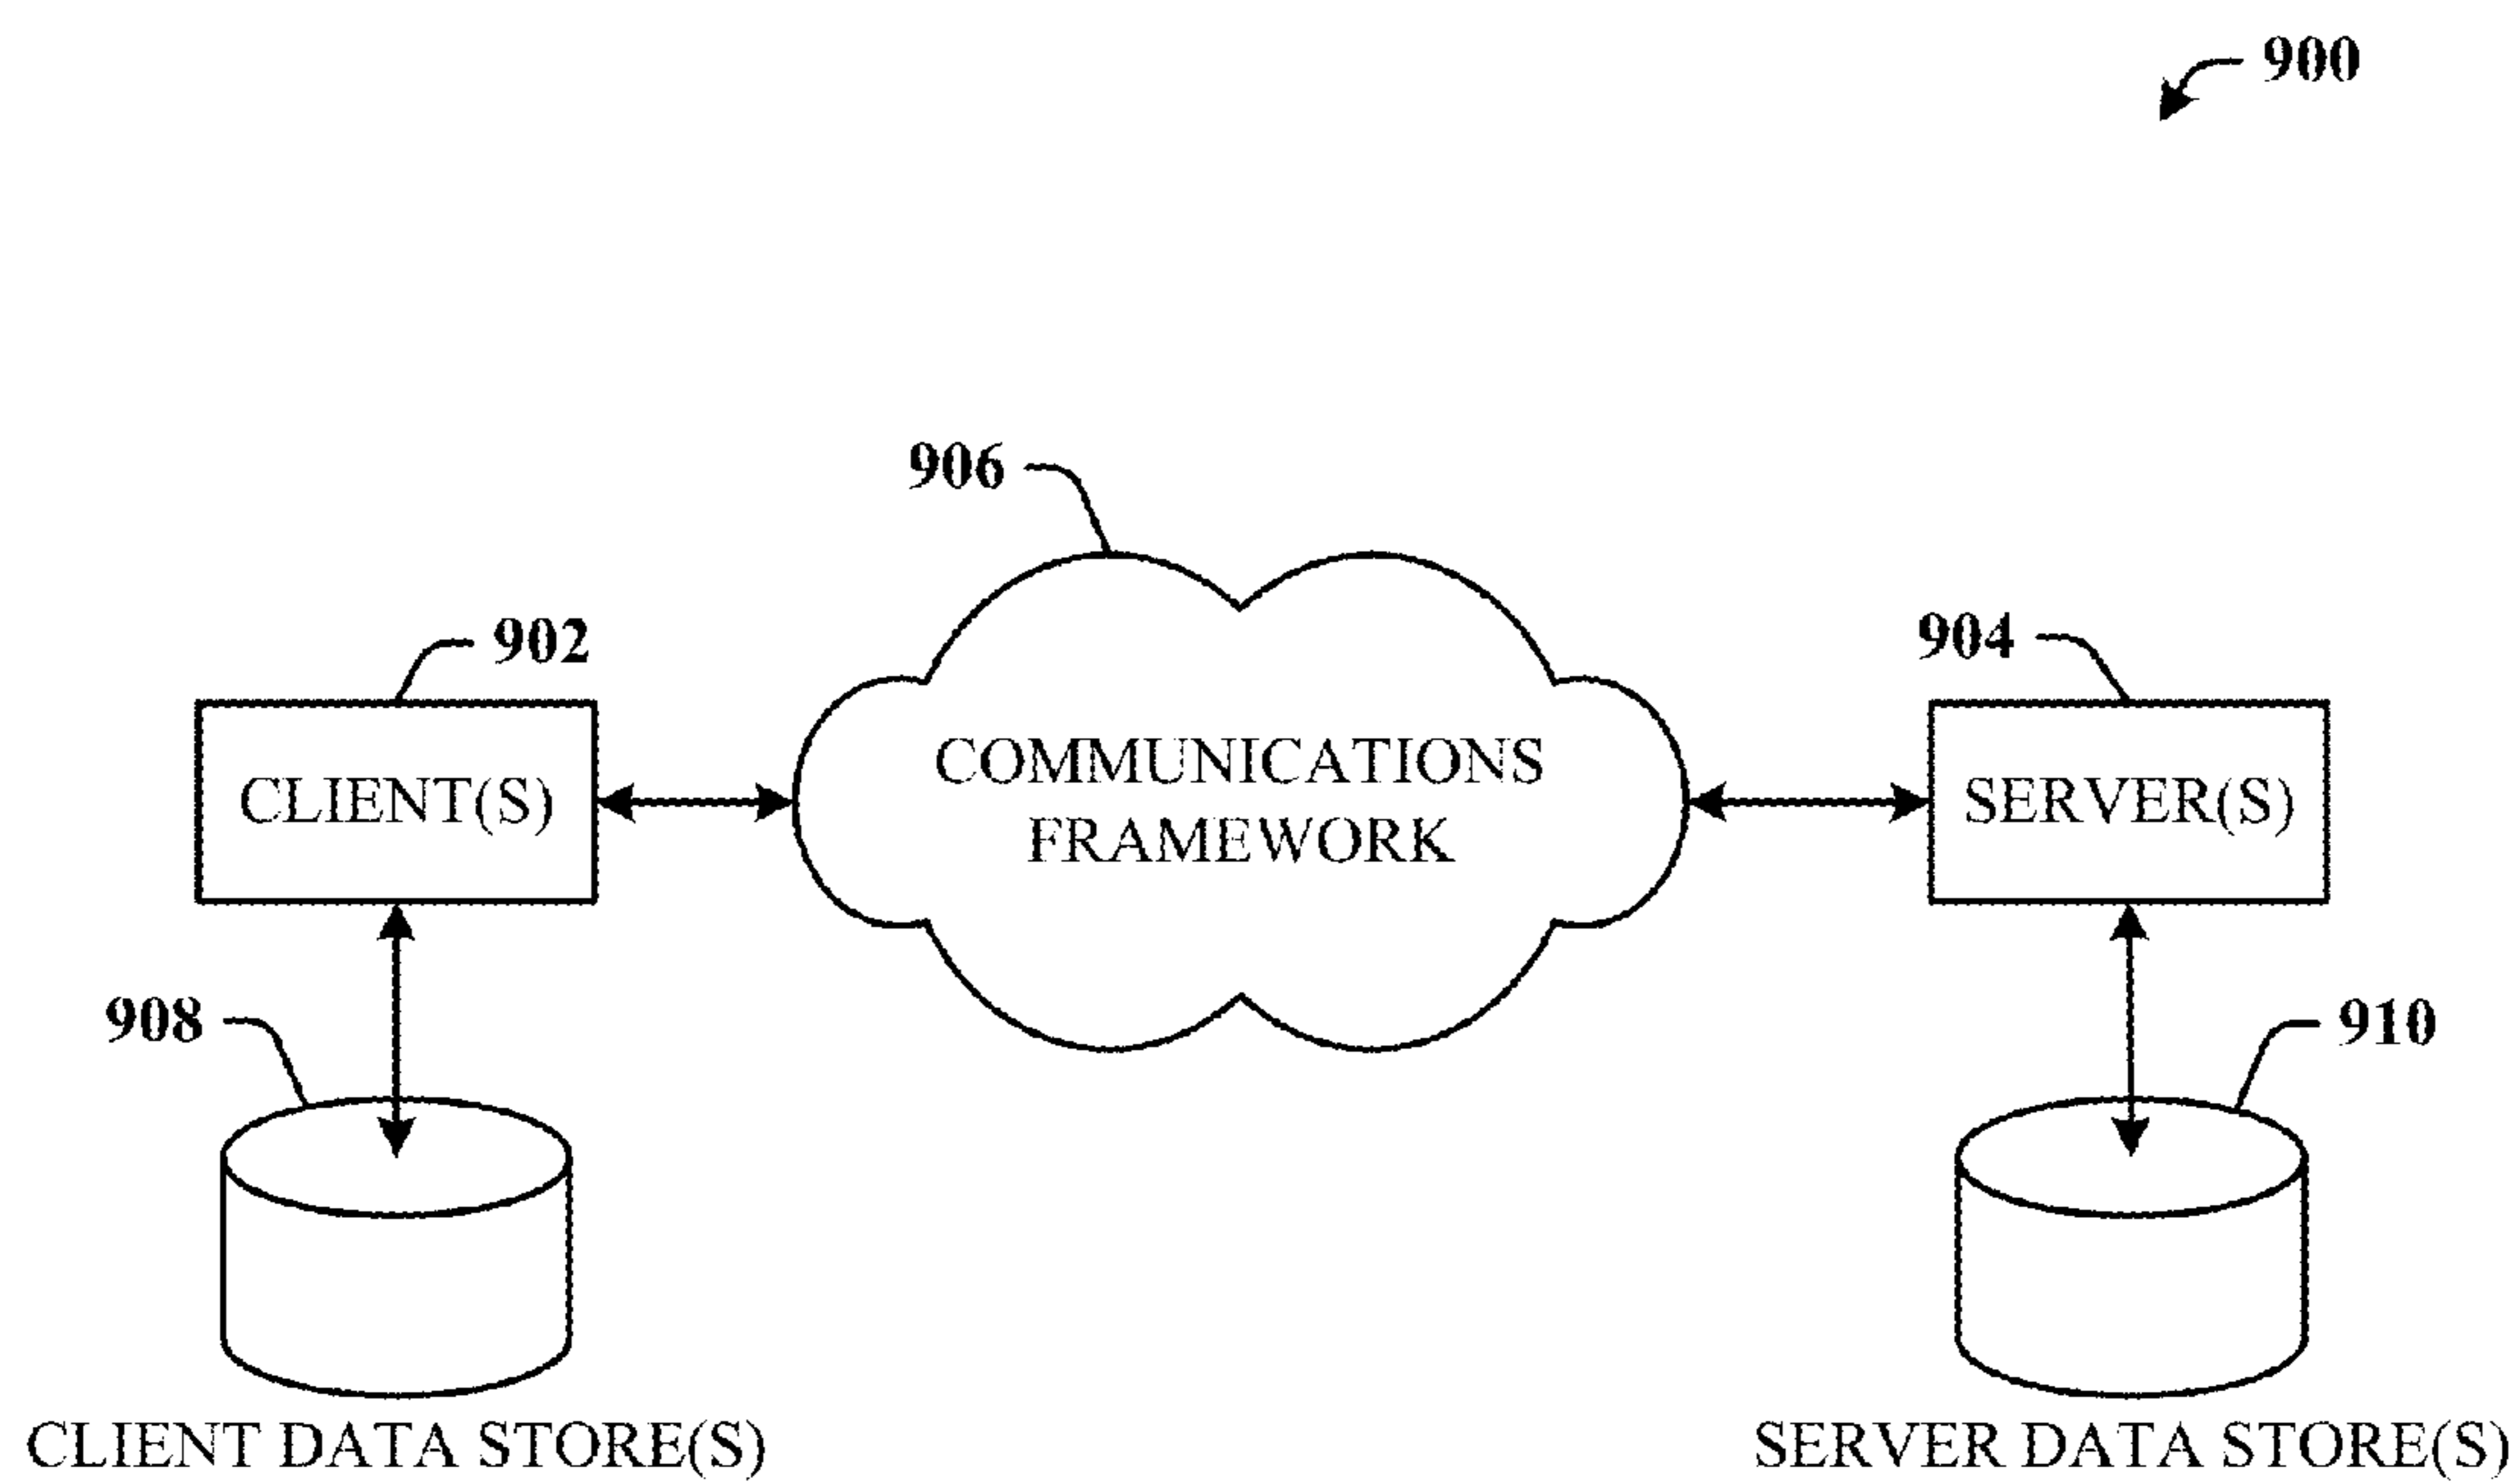 900
906
902
904
CLIENT(S)
COMMUNICATIONS
FRAMEWORK
SERVER(S)
908
910
CLIENT DATA STORE(S)
SERVER DATA STORE(S)